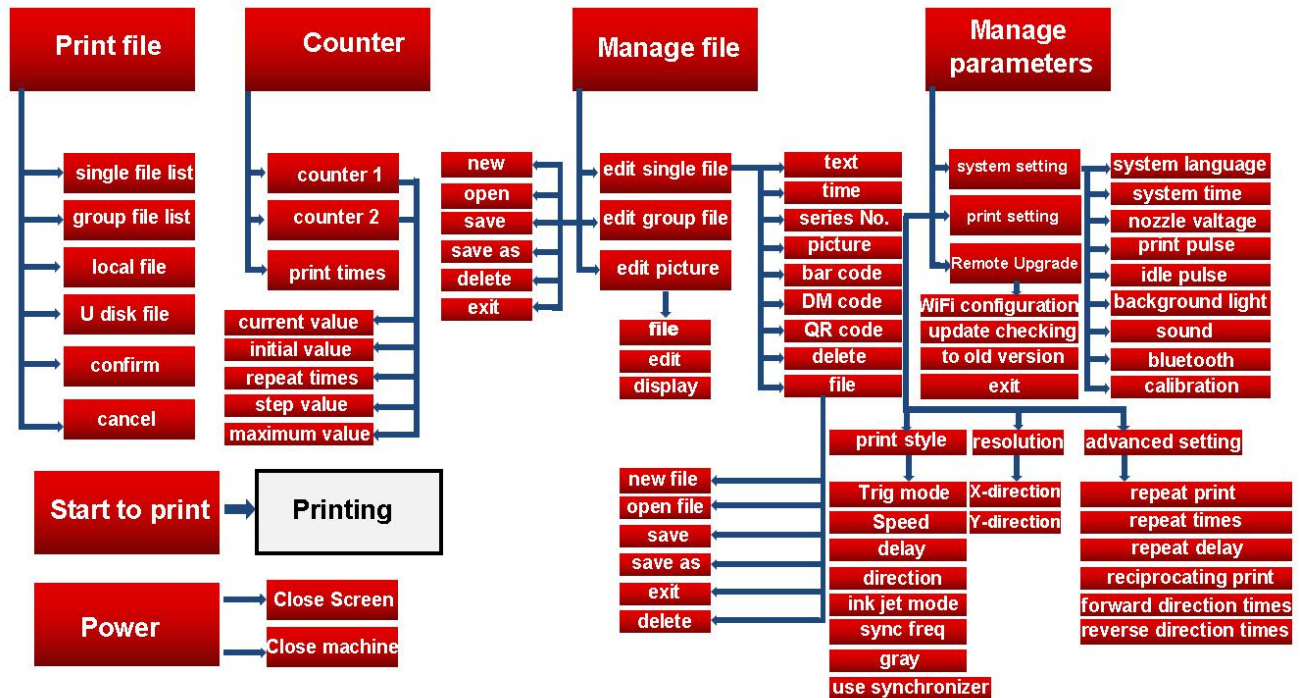 Print file
single file list
group file list
local file
U disk file
confirm
cancel
Counter
counter 1
counter 2
print times
current value
initial value
repeat times
step value
maximum value
Manage file
edit single file
edit group file
edit picture
new
open
save
save as
delete
exit
file
edit
display
text
time
series No.
picture
bar code
DM code
QR code
delete
file
new file
open file
save
save as
exit
delete
Manage
parameters
system setting
print setting
Remote Upgrade
WiFi configuration
update checking
to old version
exit
system language
system time
nozzle valtage
print pulse
idle pulse
background light
sound
bluetooth
calibration
print style
Trig mode
Speed
delay
direction
ink jet mode
sync freq
gray
use synchronizer
resolution
X-direction
Y-direction
advanced setting
repeat print
repeat times
repeat delay
reciprocating print
forward direction times
reverse direction times
Start to print
Printing
Power
Close Screen
Close machine